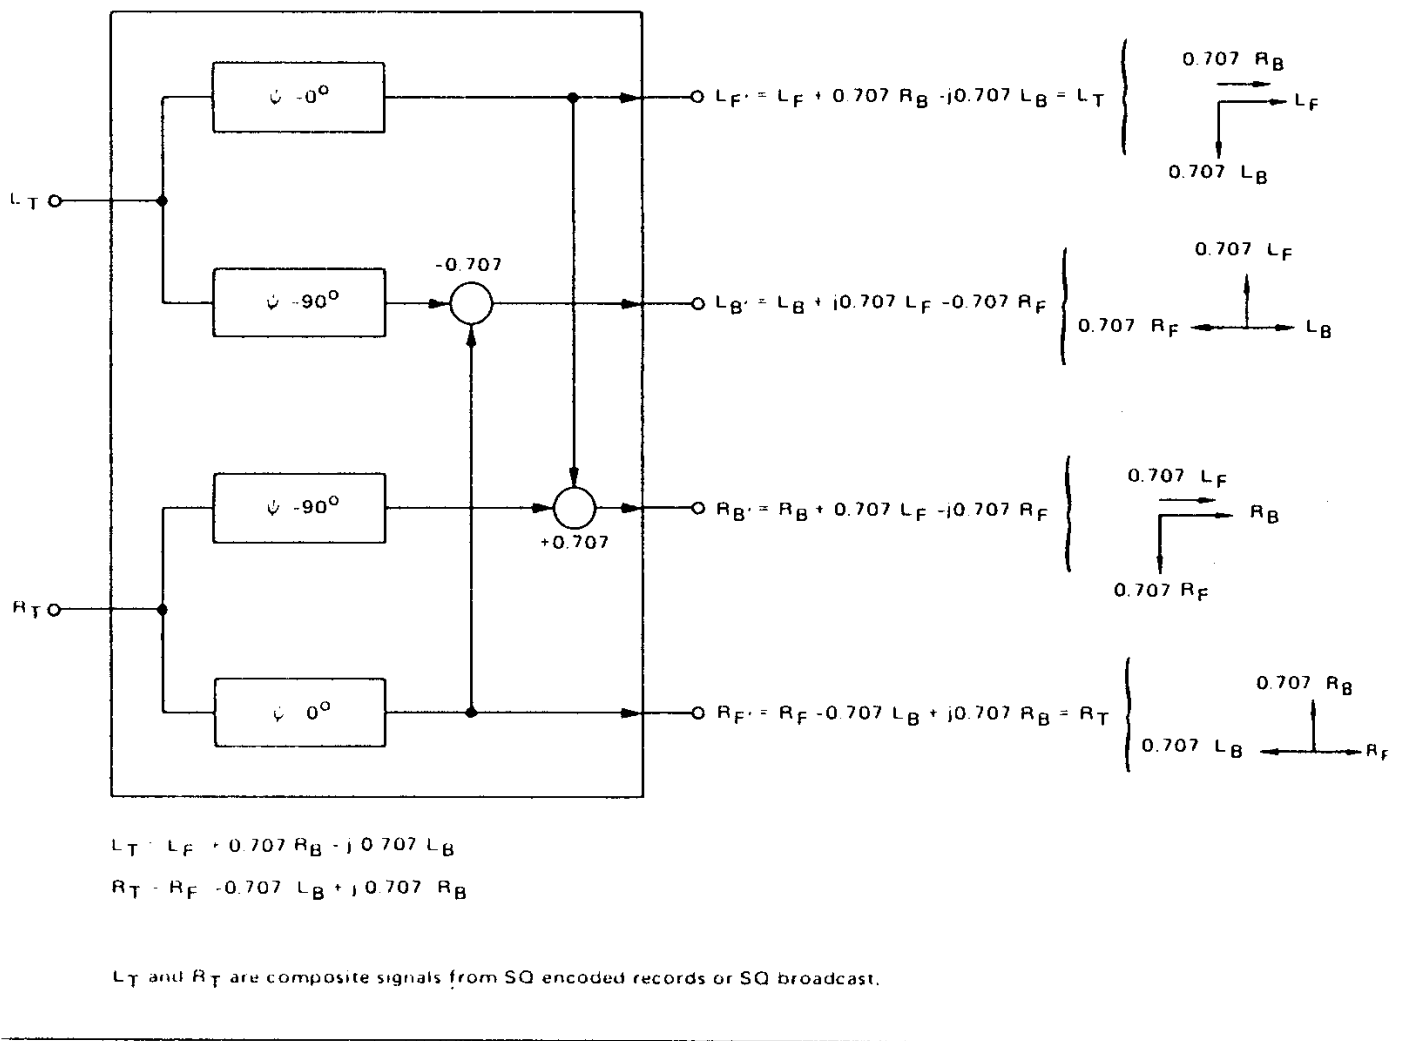 ψ -0°
L_F' = L_F + 0.707 R_B -j0.707 L_B = L_T
0.707 R_B
L_F
0.707 L_B
L_T
ψ -90°
-0.707
L_B' = L_B + j0.707 L_F -0.707 R_F
0.707 L_F
0.707 R_F
L_B
ψ -90°
+0.707
R_B' = R_B + 0.707 L_F -j0.707 R_F
0.707 L_F
R_B
0.707 R_F
R_T
ψ 0°
R_F' = R_F -0.707 L_B + j0.707 R_B = R_T
0.707 R_B
0.707 L_B
R_F
L_T - L_F + 0.707 R_B - j 0.707 L_B
R_T - R_F -0.707 L_B + j 0.707 R_B
L_T and R_T are composite signals from SQ encoded records or SQ broadcast.